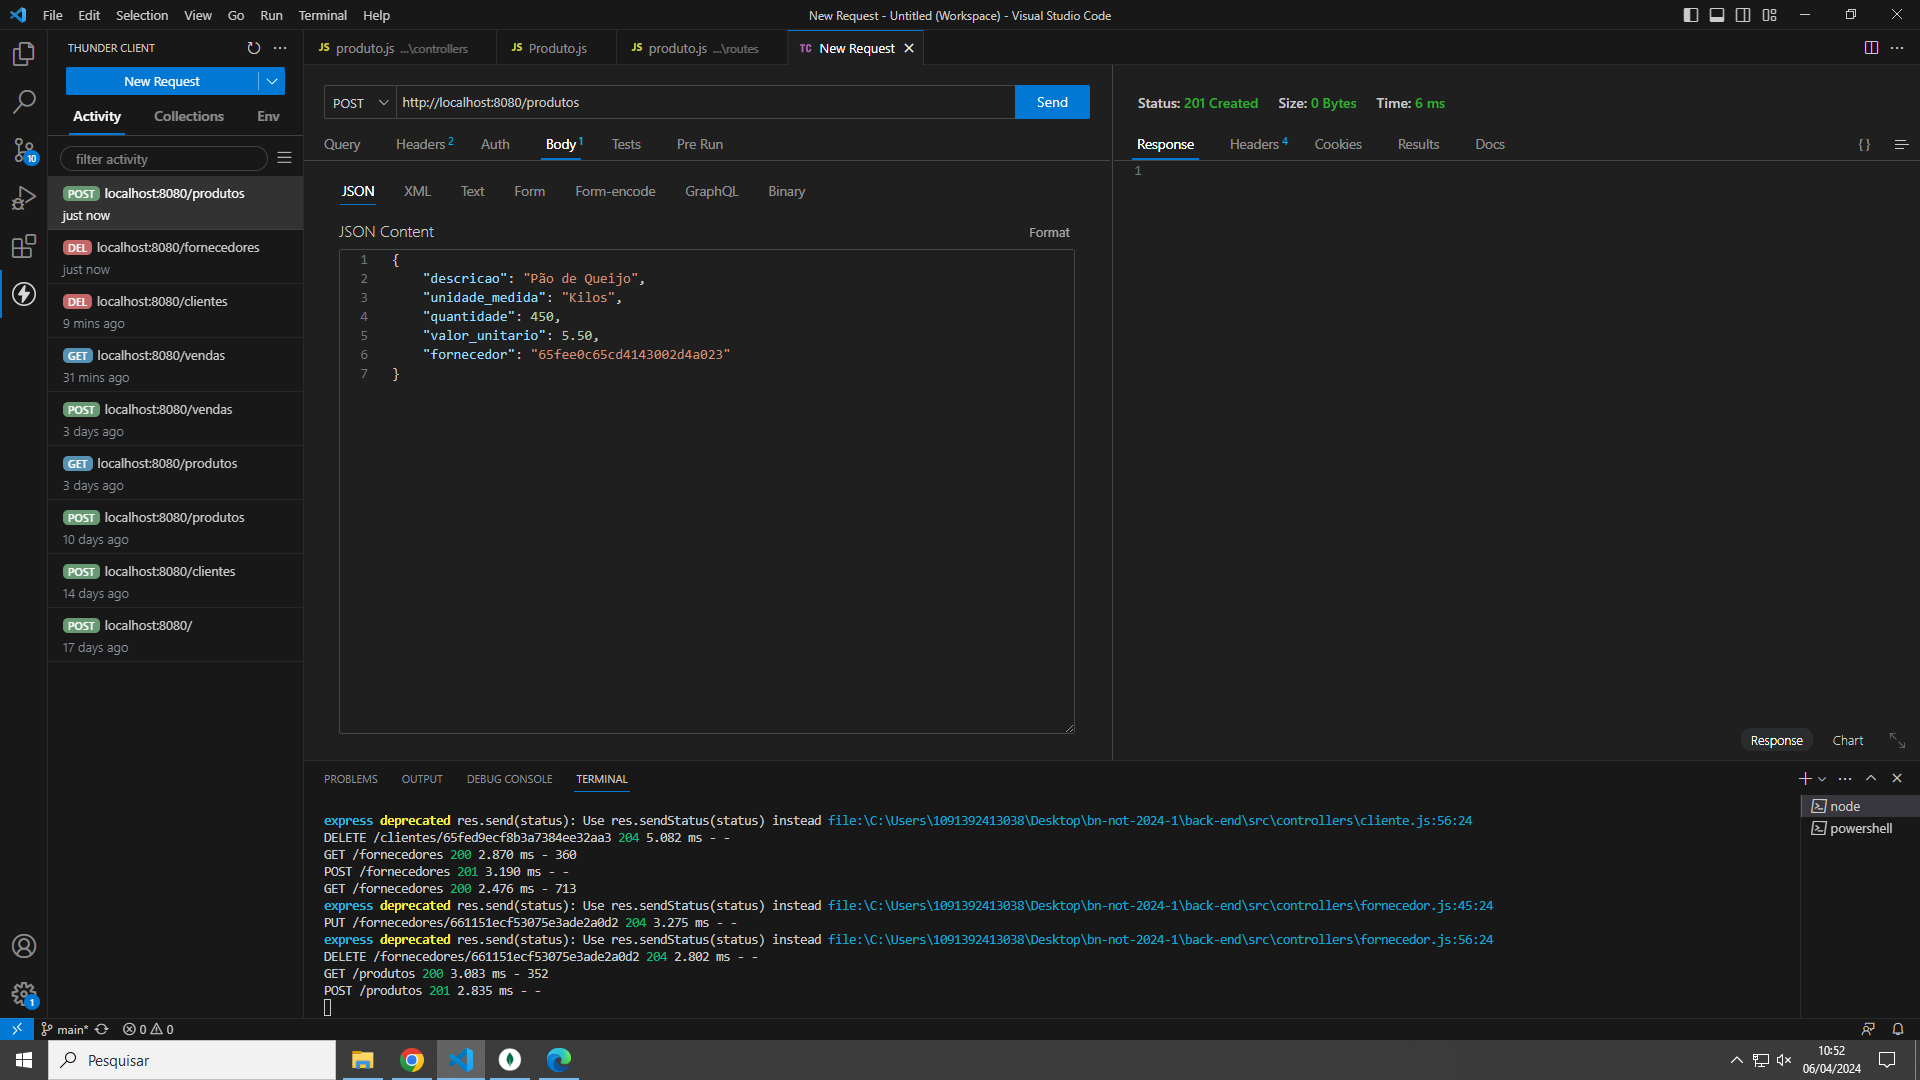 File Edit Selection View Go Run Terminal Help
New Request - Untitled (Workspace) - Visual Studio Code
THUNDER CLIENT
New Request
Activity Collections Env
filter activity
POST localhost:8080/produtos
just now
DEL localhost:8080/fornecedores
just now
DEL localhost:8080/clientes
9 mins ago
GET localhost:8080/vendas
31 mins ago
POST localhost:8080/vendas
3 days ago
GET localhost:8080/produtos
3 days ago
POST localhost:8080/produtos
10 days ago
POST localhost:8080/clientes
14 days ago
POST localhost:8080/
17 days ago
10
1
JS produto.js ...\controllers
JS Produto.js
JS produto.js ...\routes
TC New Request
POST http://localhost:8080/produtos Send
Query Headers 2 Auth Body 1 Tests Pre Run
JSON XML Text Form Form-encode GraphQL Binary
JSON Content Format
1 {
2 "descricao": "Pão de Queijo",
3 "unidade_medida": "Kilos",
4 "quantidade": 450,
5 "valor_unitario": 5.50,
6 "fornecedor": "65fee0c65cd4143002d4a023"
7 }
Status: 201 Created Size: 0 Bytes Time: 6 ms
Response Headers 4 Cookies Results Docs {}
1
Response Chart
PROBLEMS OUTPUT DEBUG CONSOLE TERMINAL
express deprecated res.send(status): Use res.sendStatus(status) instead file:\C:\Users\1091392413038\Desktop\bn-not-2024-1\back-end\src\controllers\cliente.js:56:24
DELETE /clientes/65fed9ecf8b3a7384ee32aa3 204 5.082 ms - -
GET /fornecedores 200 2.870 ms - 360
POST /fornecedores 201 3.190 ms - -
GET /fornecedores 200 2.476 ms - 713
express deprecated res.send(status): Use res.sendStatus(status) instead file:\C:\Users\1091392413038\Desktop\bn-not-2024-1\back-end\src\controllers\fornecedor.js:45:24
PUT /fornecedores/661151ecf53075e3ade2a0d2 204 3.275 ms - -
express deprecated res.send(status): Use res.sendStatus(status) instead file:\C:\Users\1091392413038\Desktop\bn-not-2024-1\back-end\src\controllers\fornecedor.js:56:24
DELETE /fornecedores/661151ecf53075e3ade2a0d2 204 2.802 ms - -
GET /produtos 200 3.083 ms - 352
POST /produtos 201 2.835 ms - -
node
powershell
main* 0 0
Pesquisar
10:52
06/04/2024